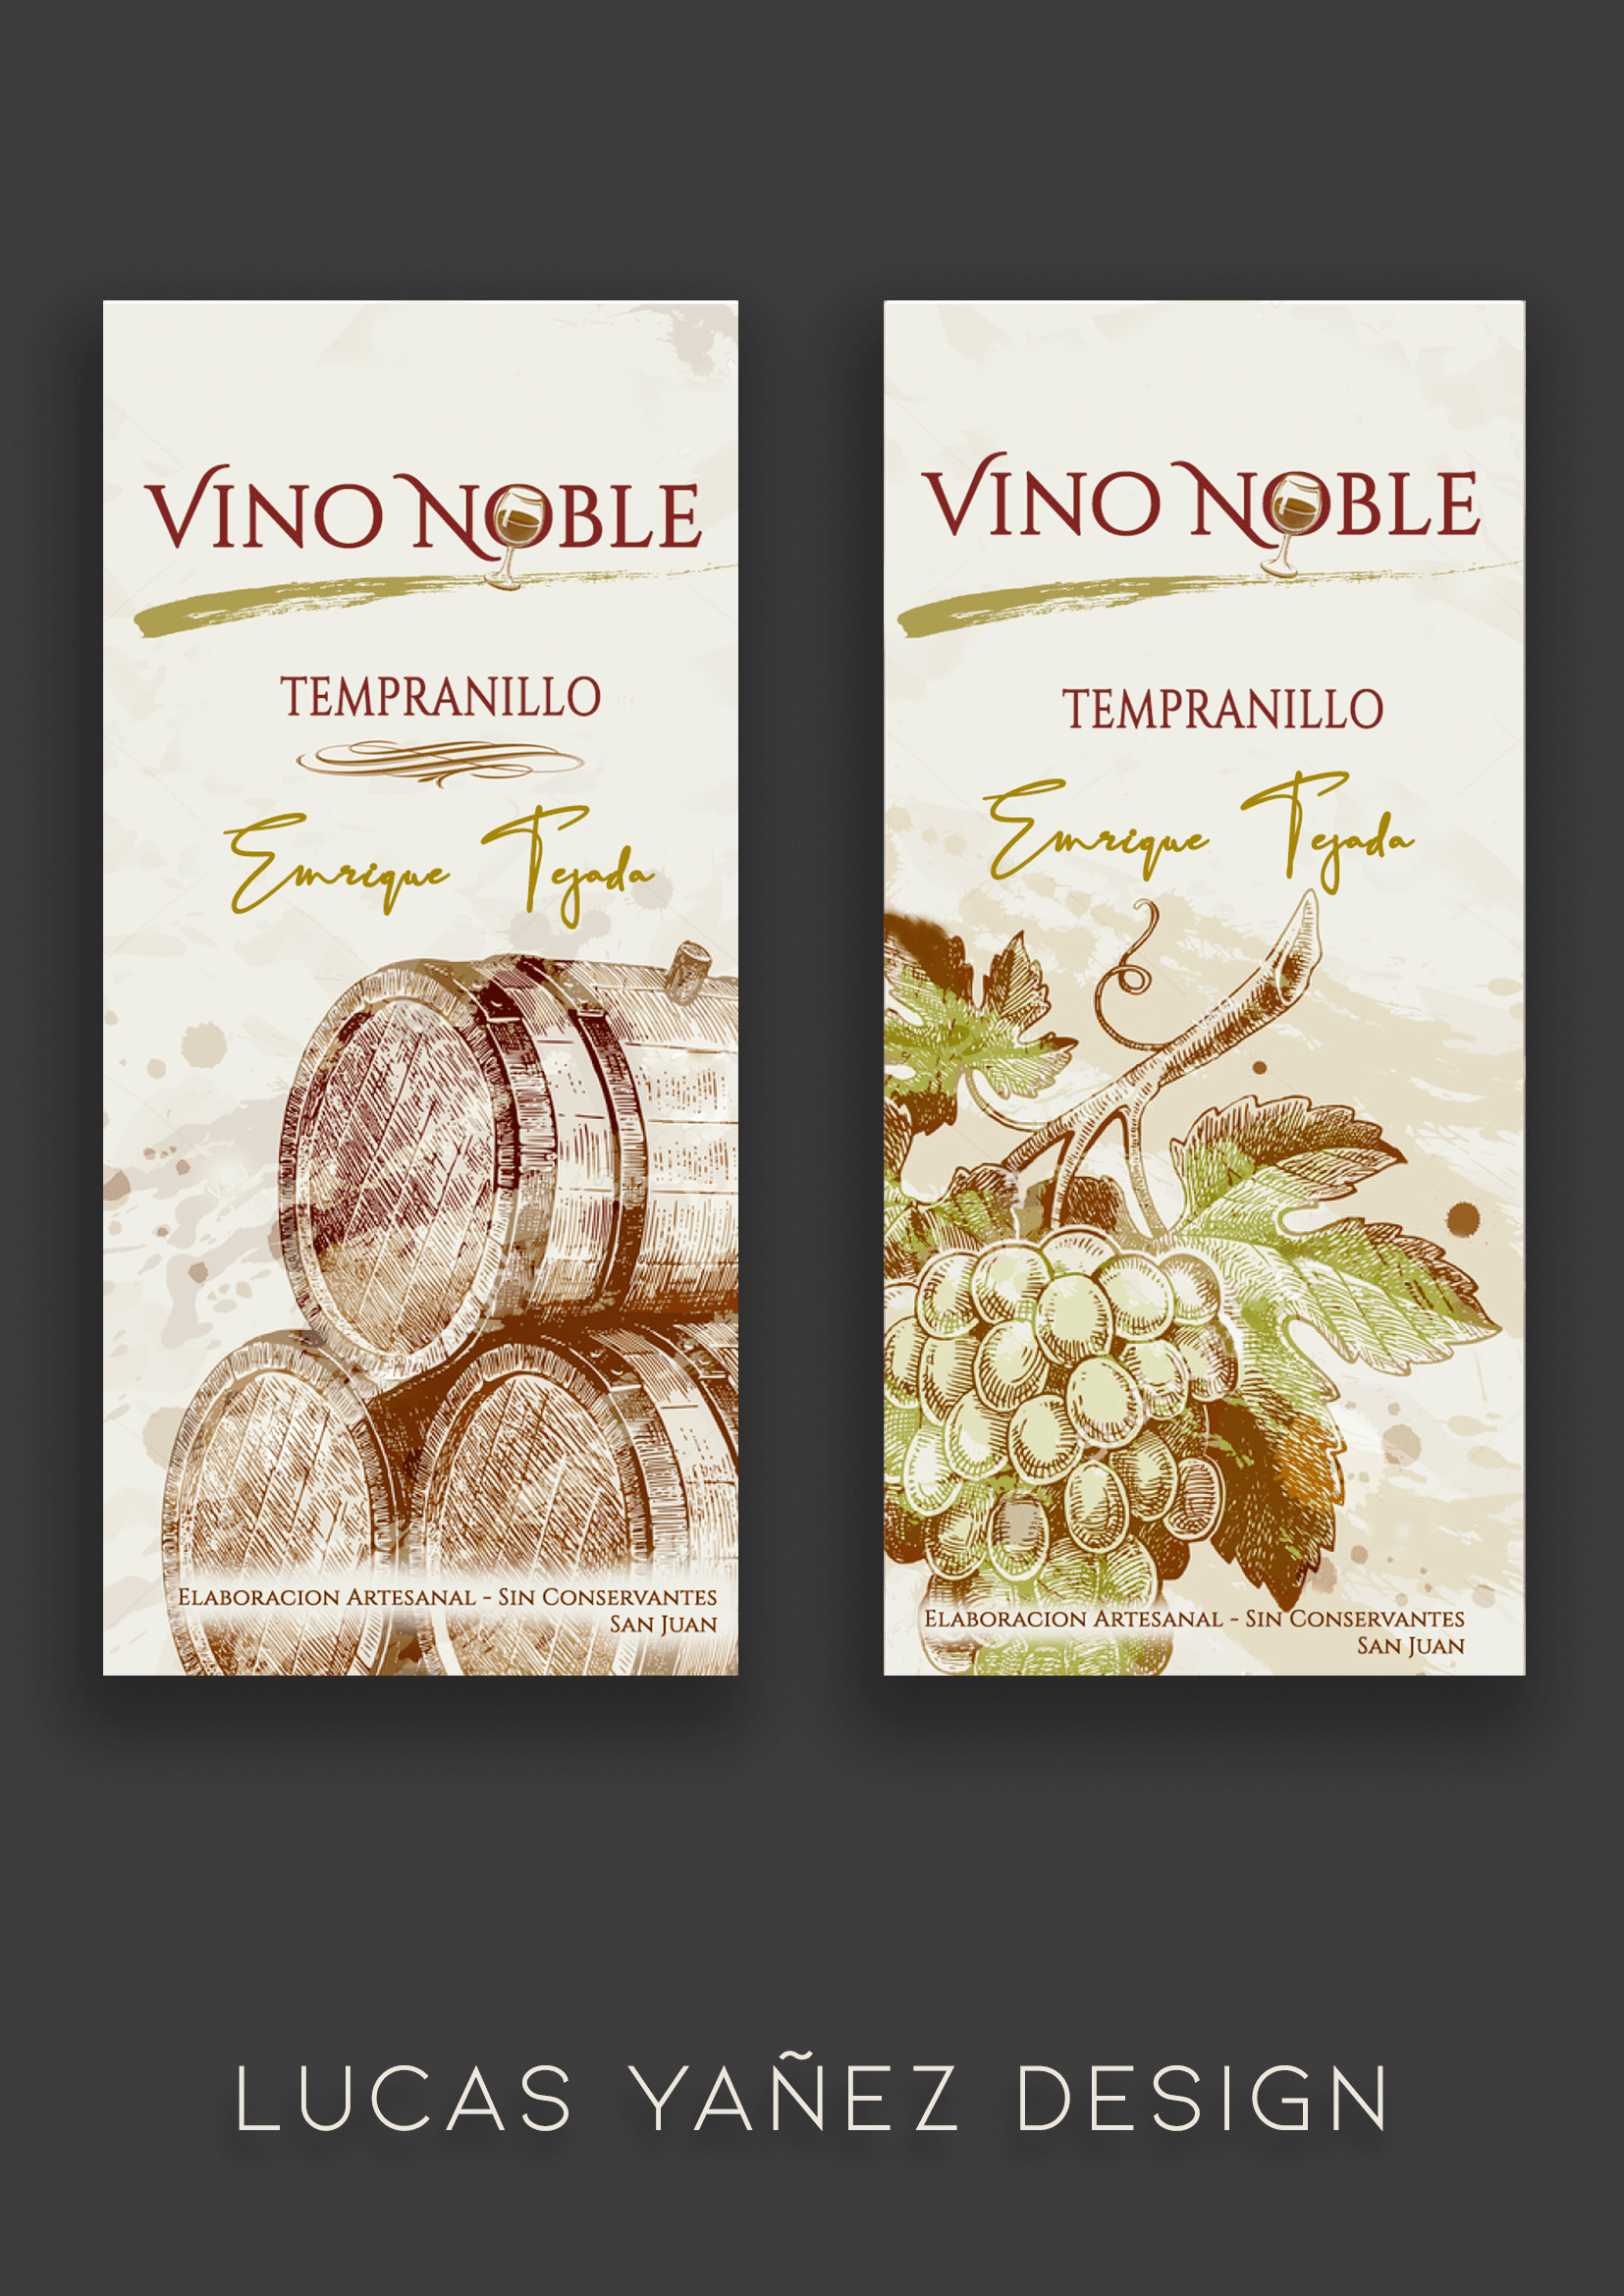 VINO NOBLE
TEMPRANILLO
Enrique Tejada
ELABORACION ARTESANAL - SIN CONSERVANTES
SAN JUAN
VINO NOBLE
TEMPRANILLO
Enrique Tejada
ELABORACION ARTESANAL - SIN CONSERVANTES
SAN JUAN
LUCAS YAÑEZ DESIGN